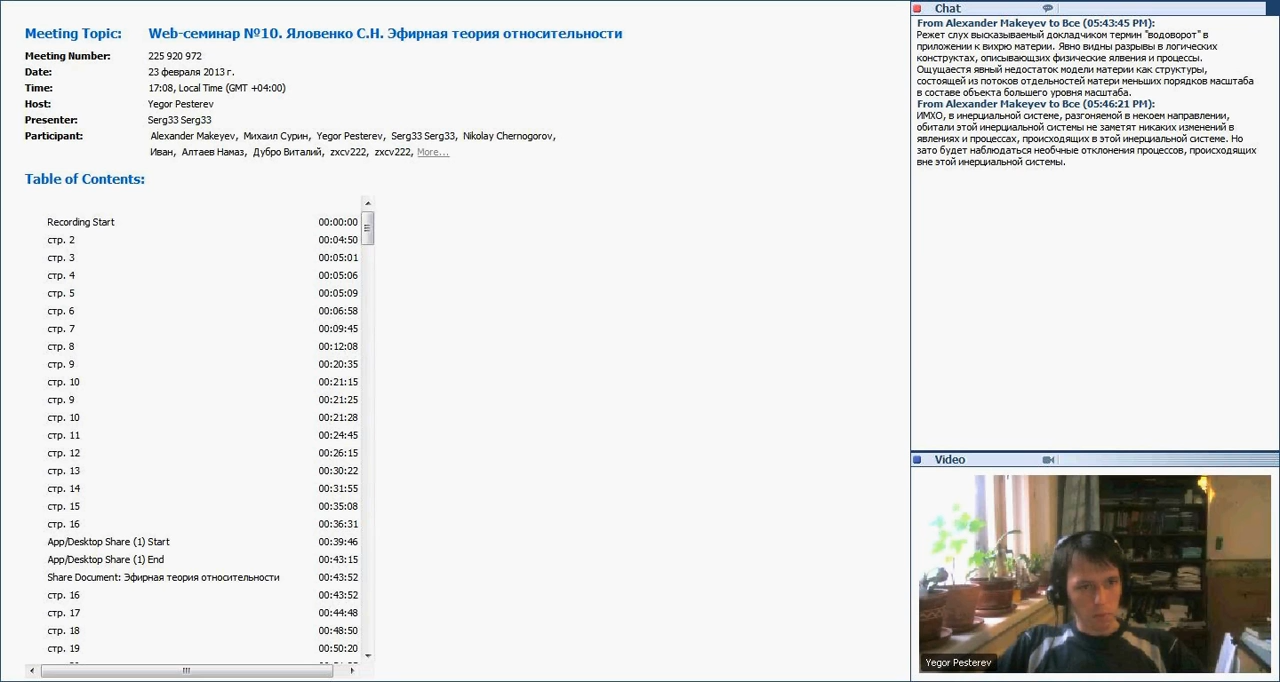 Meeting Topic: Web-семинар №10. Яловенко С.Н. Эфирная теория относительности
Meeting Number: 225 920 972
Date: 23 февраля 2013 г.
Time: 17:08, Local Time (GMT +04:00)
Host: Yegor Pesterev
Presenter: Serg33 Serg33
Participant: Alexander Makeyev, Михаил Сурин, Yegor Pesterev, Serg33 Serg33, Nikolay Chernogorov,
Иван, Алтаев Намаз, Дубро Виталий, zxcv222, zxcv222, More...
Table of Contents:
Recording Start 00:00:00
стр. 2 00:04:50
стр. 3 00:05:01
стр. 4 00:05:06
стр. 5 00:05:09
стр. 6 00:06:58
стр. 7 00:09:45
стр. 8 00:12:08
стр. 9 00:20:35
стр. 10 00:21:15
стр. 9 00:21:25
стр. 10 00:21:28
стр. 11 00:24:45
стр. 12 00:26:15
стр. 13 00:30:22
стр. 14 00:31:55
стр. 15 00:35:08
стр. 16 00:36:31
App/Desktop Share (1) Start 00:39:46
App/Desktop Share (1) End 00:43:15
Share Document: Эфирная теория относительности 00:43:52
стр. 16 00:43:52
стр. 17 00:44:48
стр. 18 00:48:50
стр. 19 00:50:20
Chat
From Alexander Makeyev to Все (05:43:45 PM):
Режет слух высказываемый докладчиком термин "водоворот" в
приложении к вихрю материи. Явно видны разрывы в логических
конструктах, описывающзих физические ялвения и процессы.
Ощущаестя явный недостаток модели материи как структуры,
состоящей из потоков отдельностей матери меньших порядков масштаба
в составе объекта большего уровня масштаба.
From Alexander Makeyev to Все (05:46:21 PM):
ИМХО, в инерциальной системе, разгоняемой в некоем направлении,
обитали этой инерциальной системы не заметят никаких изменений в
явлениях и процессах, происходящих в этой инерциальной системе. Но
зато будет наблюдаться необчные отклонения процессов, происходящих
вне этой инерциальной системы.
Video
Yegor Pesterev